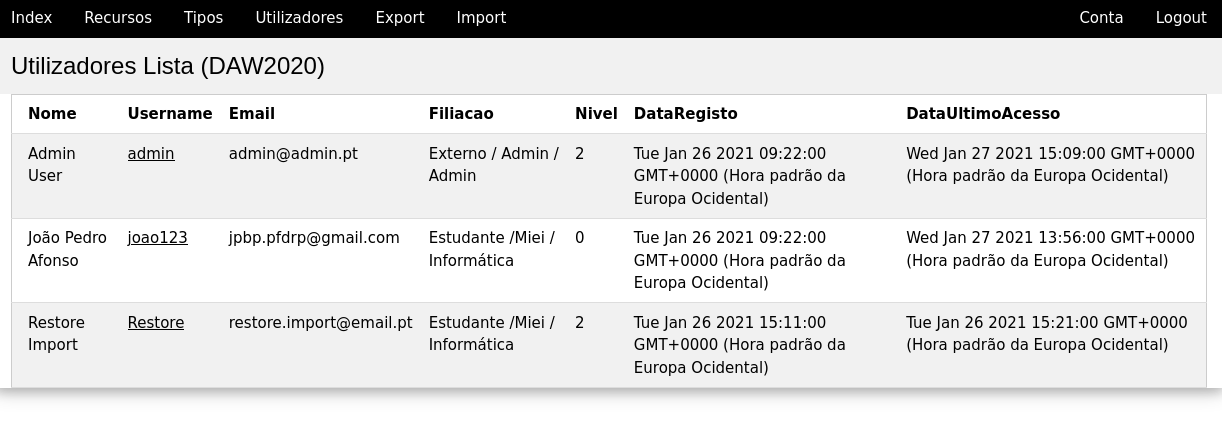 Index Recursos Tipos Utilizadores Export Import Conta Logout
Utilizadores Lista (DAW2020)
Nome Username Email Filiacao Nivel DataRegisto DataUltimoAcesso
Admin admin admin@admin.pt Externo / Admin / 2 Tue Jan 26 2021 09:22:00 Wed Jan 27 2021 15:09:00 GMT+0000
User Admin GMT+0000 (Hora padrão da (Hora padrão da Europa Ocidental)
Europa Ocidental)
João Pedro joao123 jpbp.pfdrp@gmail.com Estudante /Miei / 0 Tue Jan 26 2021 09:22:00 Wed Jan 27 2021 13:56:00 GMT+0000
Afonso Informática GMT+0000 (Hora padrão da (Hora padrão da Europa Ocidental)
Europa Ocidental)
Restore Restore restore.import@email.pt Estudante /Miei / 2 Tue Jan 26 2021 15:11:00 Tue Jan 26 2021 15:21:00 GMT+0000
Import Informática GMT+0000 (Hora padrão da (Hora padrão da Europa Ocidental)
Europa Ocidental)